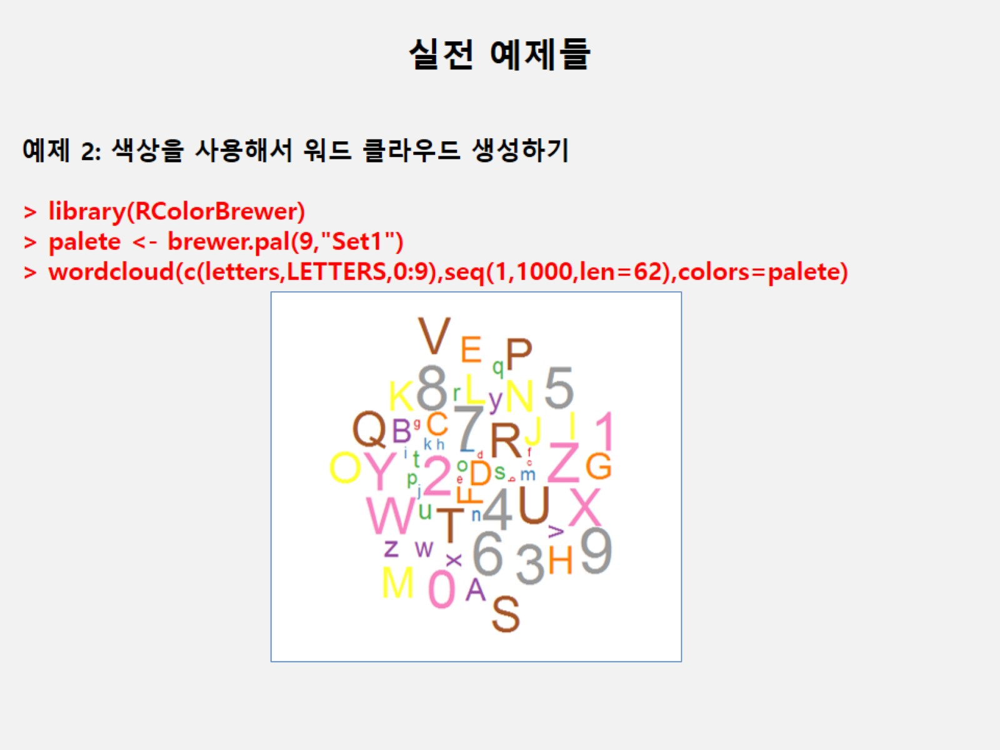 실전 예제들
예제 2: 색상을 사용해서 워드 클라우드 생성하기
> library(RColorBrewer)
> palete <- brewer.pal(9,"Set1")
> wordcloud(c(letters,LETTERS,0:9),seq(1,1000,len=62),colors=palete)
V E P
q
K 8 r L y N 5
Q B g C 7 R J I 1
i k h l d f
O Y t 2 o D s c Z G
p e b m
j F
W u T n 4 U X
v
z w x 6 3 H 9
M 0 A
S